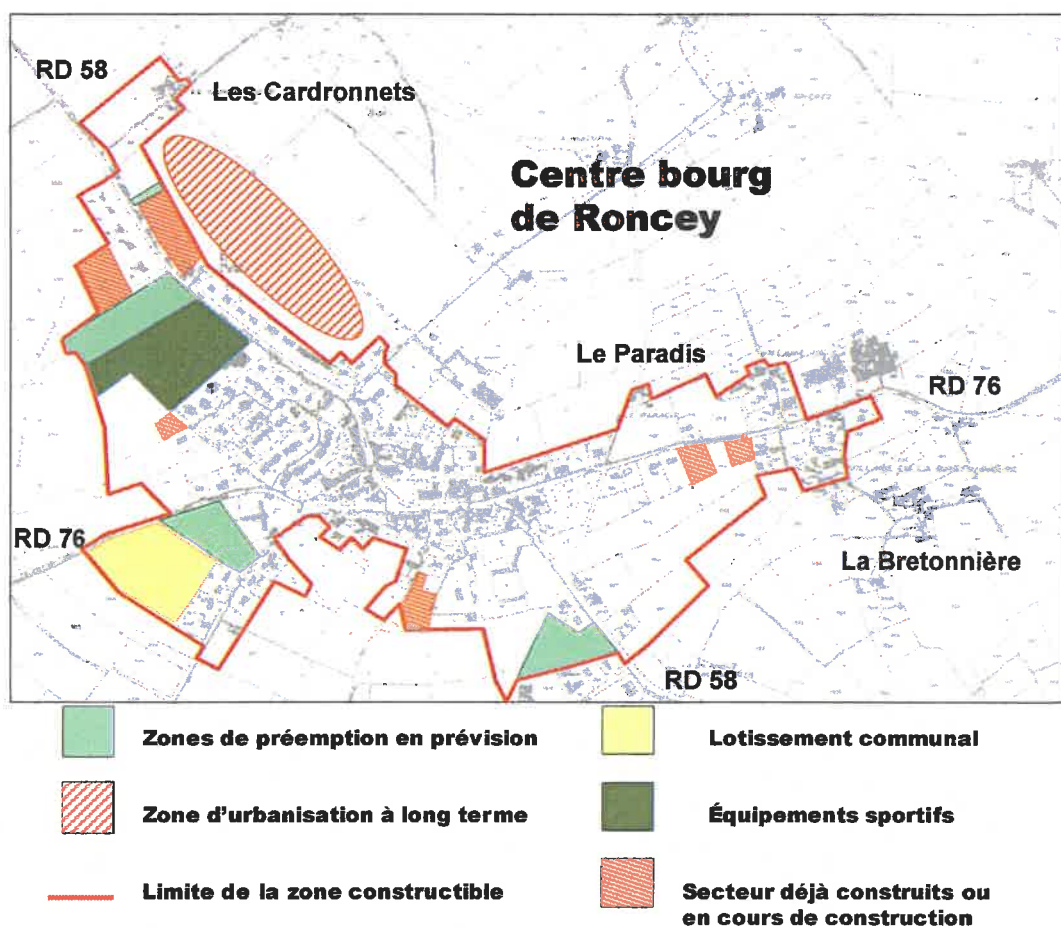 RD 58
Les Cardronnets
Centre bourg
de Roncey
Le Paradis
RD 76
RD 76
La Bretonnière
RD 58
Zones de préemption en prévision
Lotissement communal
Zone d'urbanisation à long terme
Équipements sportifs
Limite de la zone constructible
Secteur déjà construits ou
en cours de construction